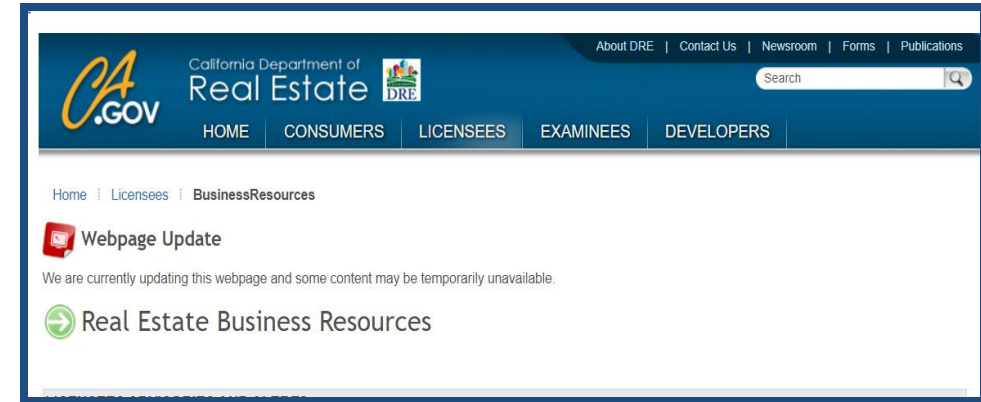 About DRE | Contact Us | Newsroom | Forms | Publications
CA
.GOV
California Department of
Real Estate
DRE
Search
HOME CONSUMERS LICENSEES EXAMINEES DEVELOPERS
Home Licensees BusinessResources
Webpage Update
We are currently updating this webpage and some content may be temporarily unavailable.
Real Estate Business Resources